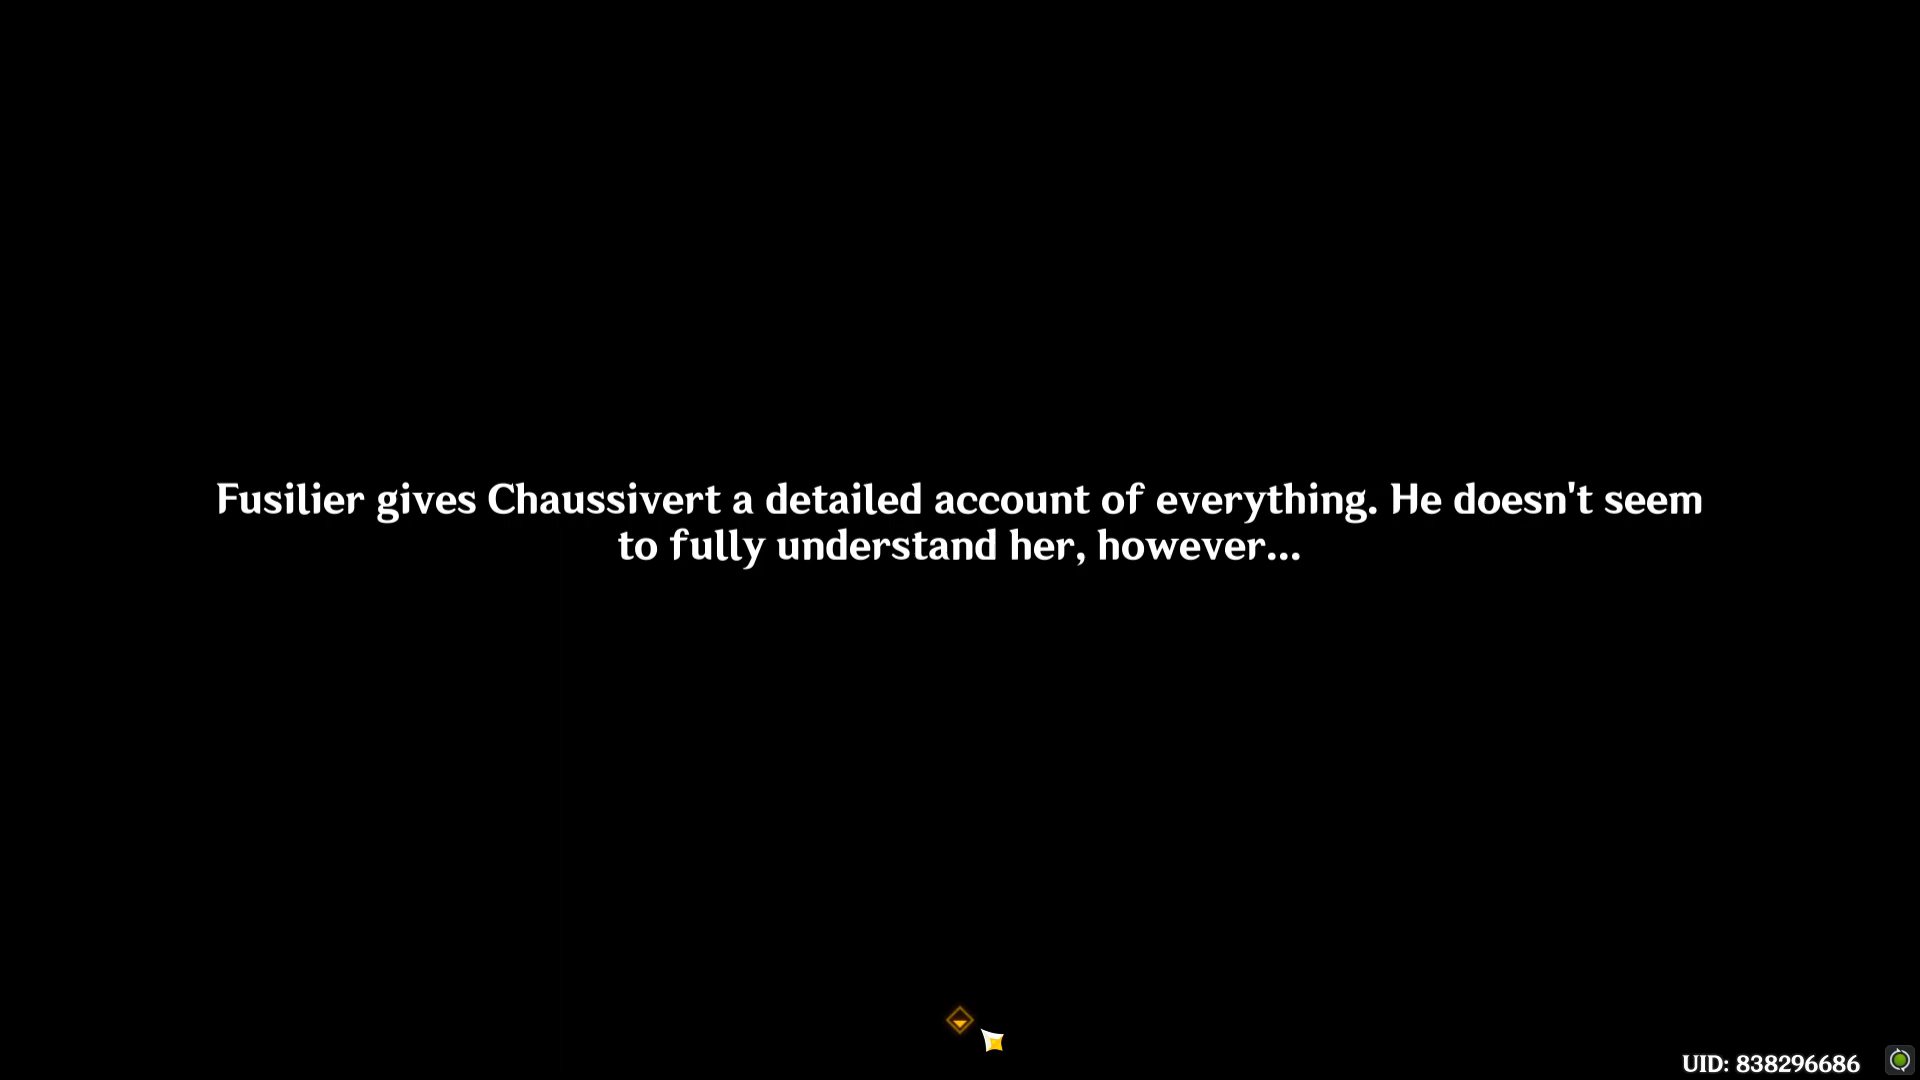 Fusilier gives Chaussivert a detailed account of everything. He doesn't seem
to fully understand her, however...
UID: 838296686